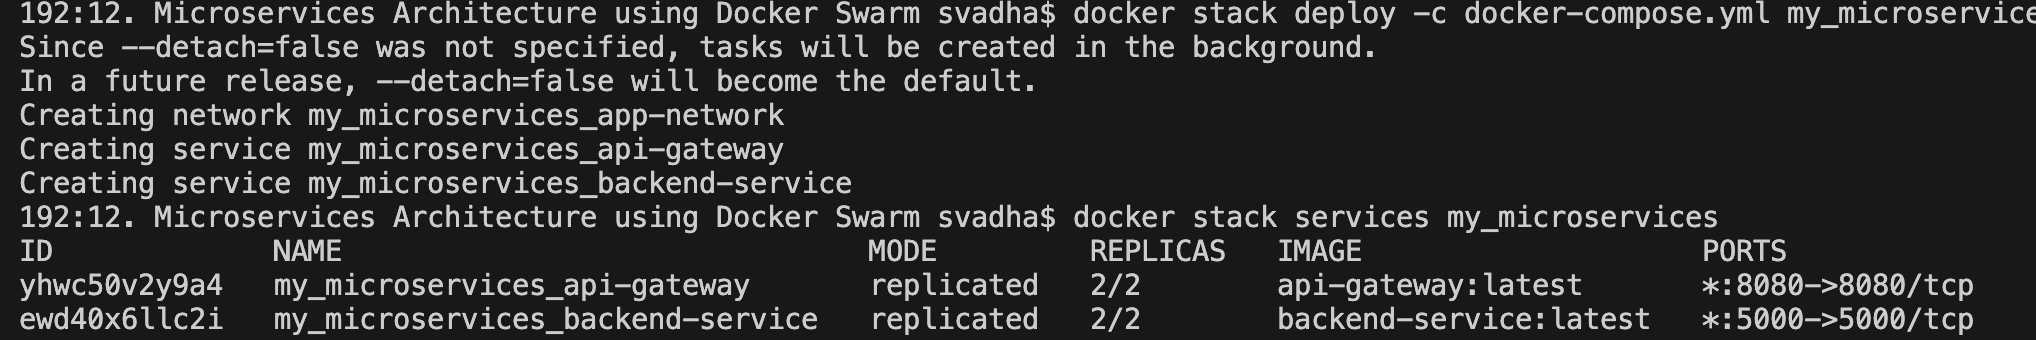 192:12. Microservices Architecture using Docker Swarm svadha$ docker stack deploy -c docker-compose.yml my_microservice
Since --detach=false was not specified, tasks will be created in the background.
In a future release, --detach=false will become the default.
Creating network my_microservices_app-network
Creating service my_microservices_api-gateway
Creating service my_microservices_backend-service
192:12. Microservices Architecture using Docker Swarm svadha$ docker stack services my_microservices
ID NAME MODE REPLICAS IMAGE PORTS
yhwc50v2y9a4 my_microservices_api-gateway replicated 2/2 api-gateway:latest *:8080->8080/tcp
ewd40x6llc2i my_microservices_backend-service replicated 2/2 backend-service:latest *:5000->5000/tcp